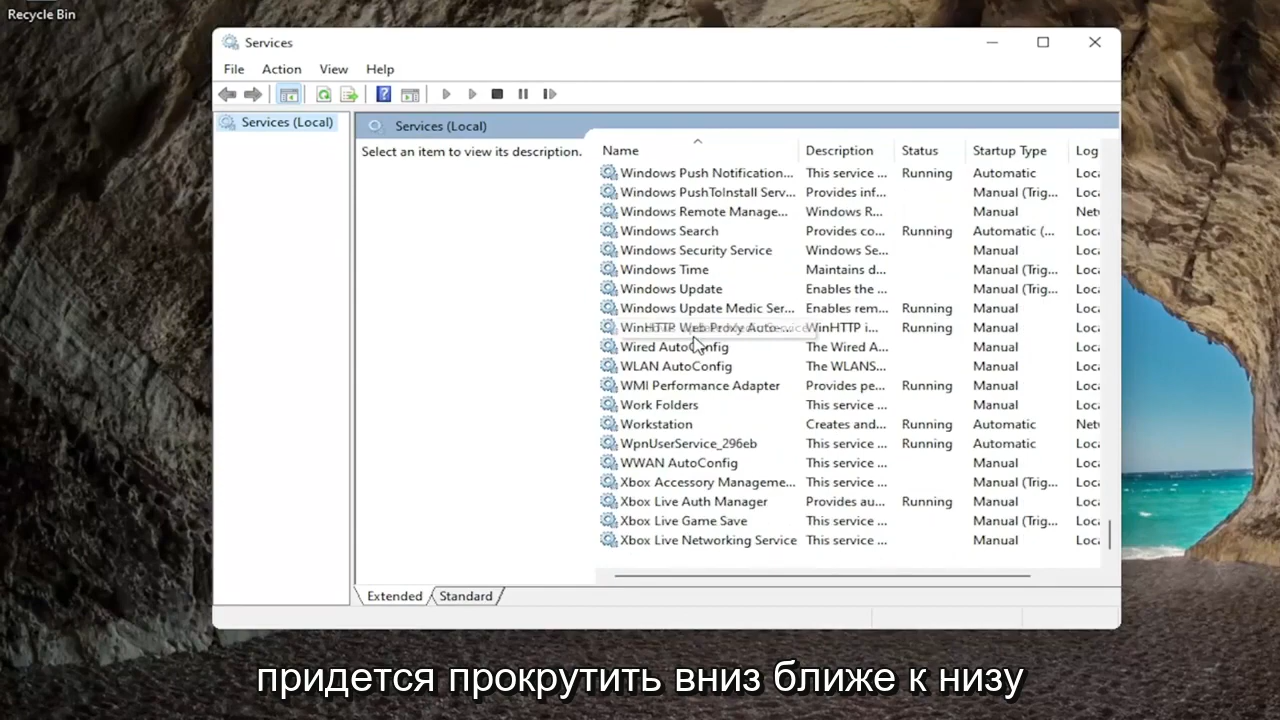 Recycle Bin
Services
File Action View Help
Services (Local)
Services (Local)
Select an item to view its description.
Name Description Status Startup Type Log
Windows Push Notification... This service ... Running Automatic Loca
Windows PushToInstall Serv... Provides inf... Manual (Trig... Loca
Windows Remote Manage... Windows R... Manual Net
Windows Search Provides co... Running Automatic (... Loca
Windows Security Service Windows Se... Manual Loca
Windows Time Maintains d... Manual (Trig... Loca
Windows Update Enables the ... Manual (Trig... Loca
Windows Update Medic Ser... Enables rem... Running Manual Loca
WinHTTP Web Proxy Auto-... WinHTTP i... Running Manual Loca
Wired AutoConfig The Wired A... Manual Loca
WLAN AutoConfig The WLANS... Manual Loca
WMI Performance Adapter Provides pe... Running Manual Loca
Work Folders This service ... Manual Loca
Workstation Creates and... Running Automatic Net
WpnUserService_296eb This service ... Running Automatic Loca
WWAN AutoConfig This service ... Manual Loca
Xbox Accessory Manageme... This service ... Manual (Trig... Loca
Xbox Live Auth Manager Provides au... Running Manual Loca
Xbox Live Game Save This service ... Manual (Trig... Loca
Xbox Live Networking Service This service ... Manual Loca
Extended Standard
придется прокрутить вниз ближе к низу